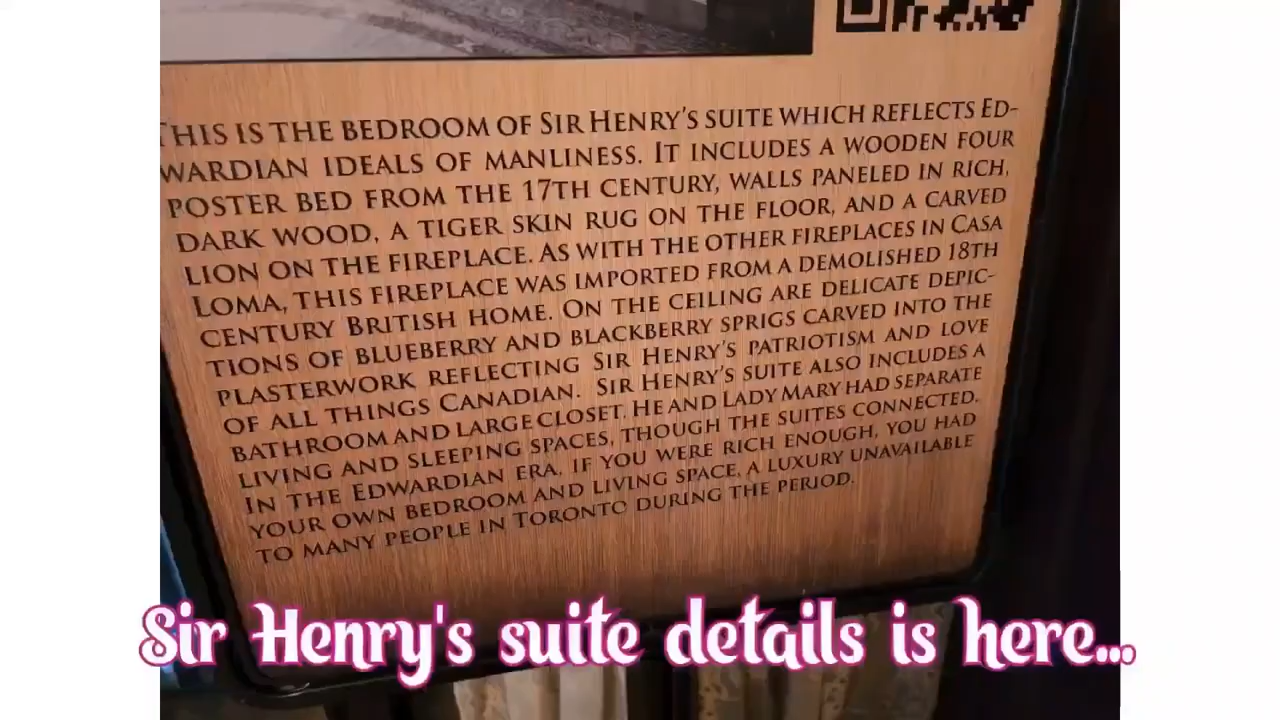 THIS IS THE BEDROOM OF SIR HENRY'S SUITE WHICH REFLECTS ED-
WARDIAN IDEALS OF MANLINESS. IT INCLUDES A WOODEN FOUR
POSTER BED FROM THE 17TH CENTURY, WALLS PANELED IN RICH,
DARK WOOD, A TIGER SKIN RUG ON THE FLOOR, AND A CARVED
LION ON THE FIREPLACE. AS WITH THE OTHER FIREPLACES IN CASA
LOMA, THIS FIREPLACE WAS IMPORTED FROM A DEMOLISHED 18TH
CENTURY BRITISH HOME. ON THE CEILING ARE DELICATE DEPIC-
TIONS OF BLUEBERRY AND BLACKBERRY SPRIGS CARVED INTO THE
PLASTERWORK REFLECTING SIR HENRY'S PATRIOTISM AND LOVE
OF ALL THINGS CANADIAN. SIR HENRY'S SUITE ALSO INCLUDES A
BATHROOM AND LARGE CLOSET. HE AND LADY MARY HAD SEPARATE
LIVING AND SLEEPING SPACES, THOUGH THE SUITES CONNECTED.
IN THE EDWARDIAN ERA, IF YOU WERE RICH ENOUGH, YOU HAD
YOUR OWN BEDROOM AND LIVING SPACE, A LUXURY UNAVAILABLE
TO MANY PEOPLE IN TORONTO DURING THE PERIOD.
Sir Henry's suite details is here...